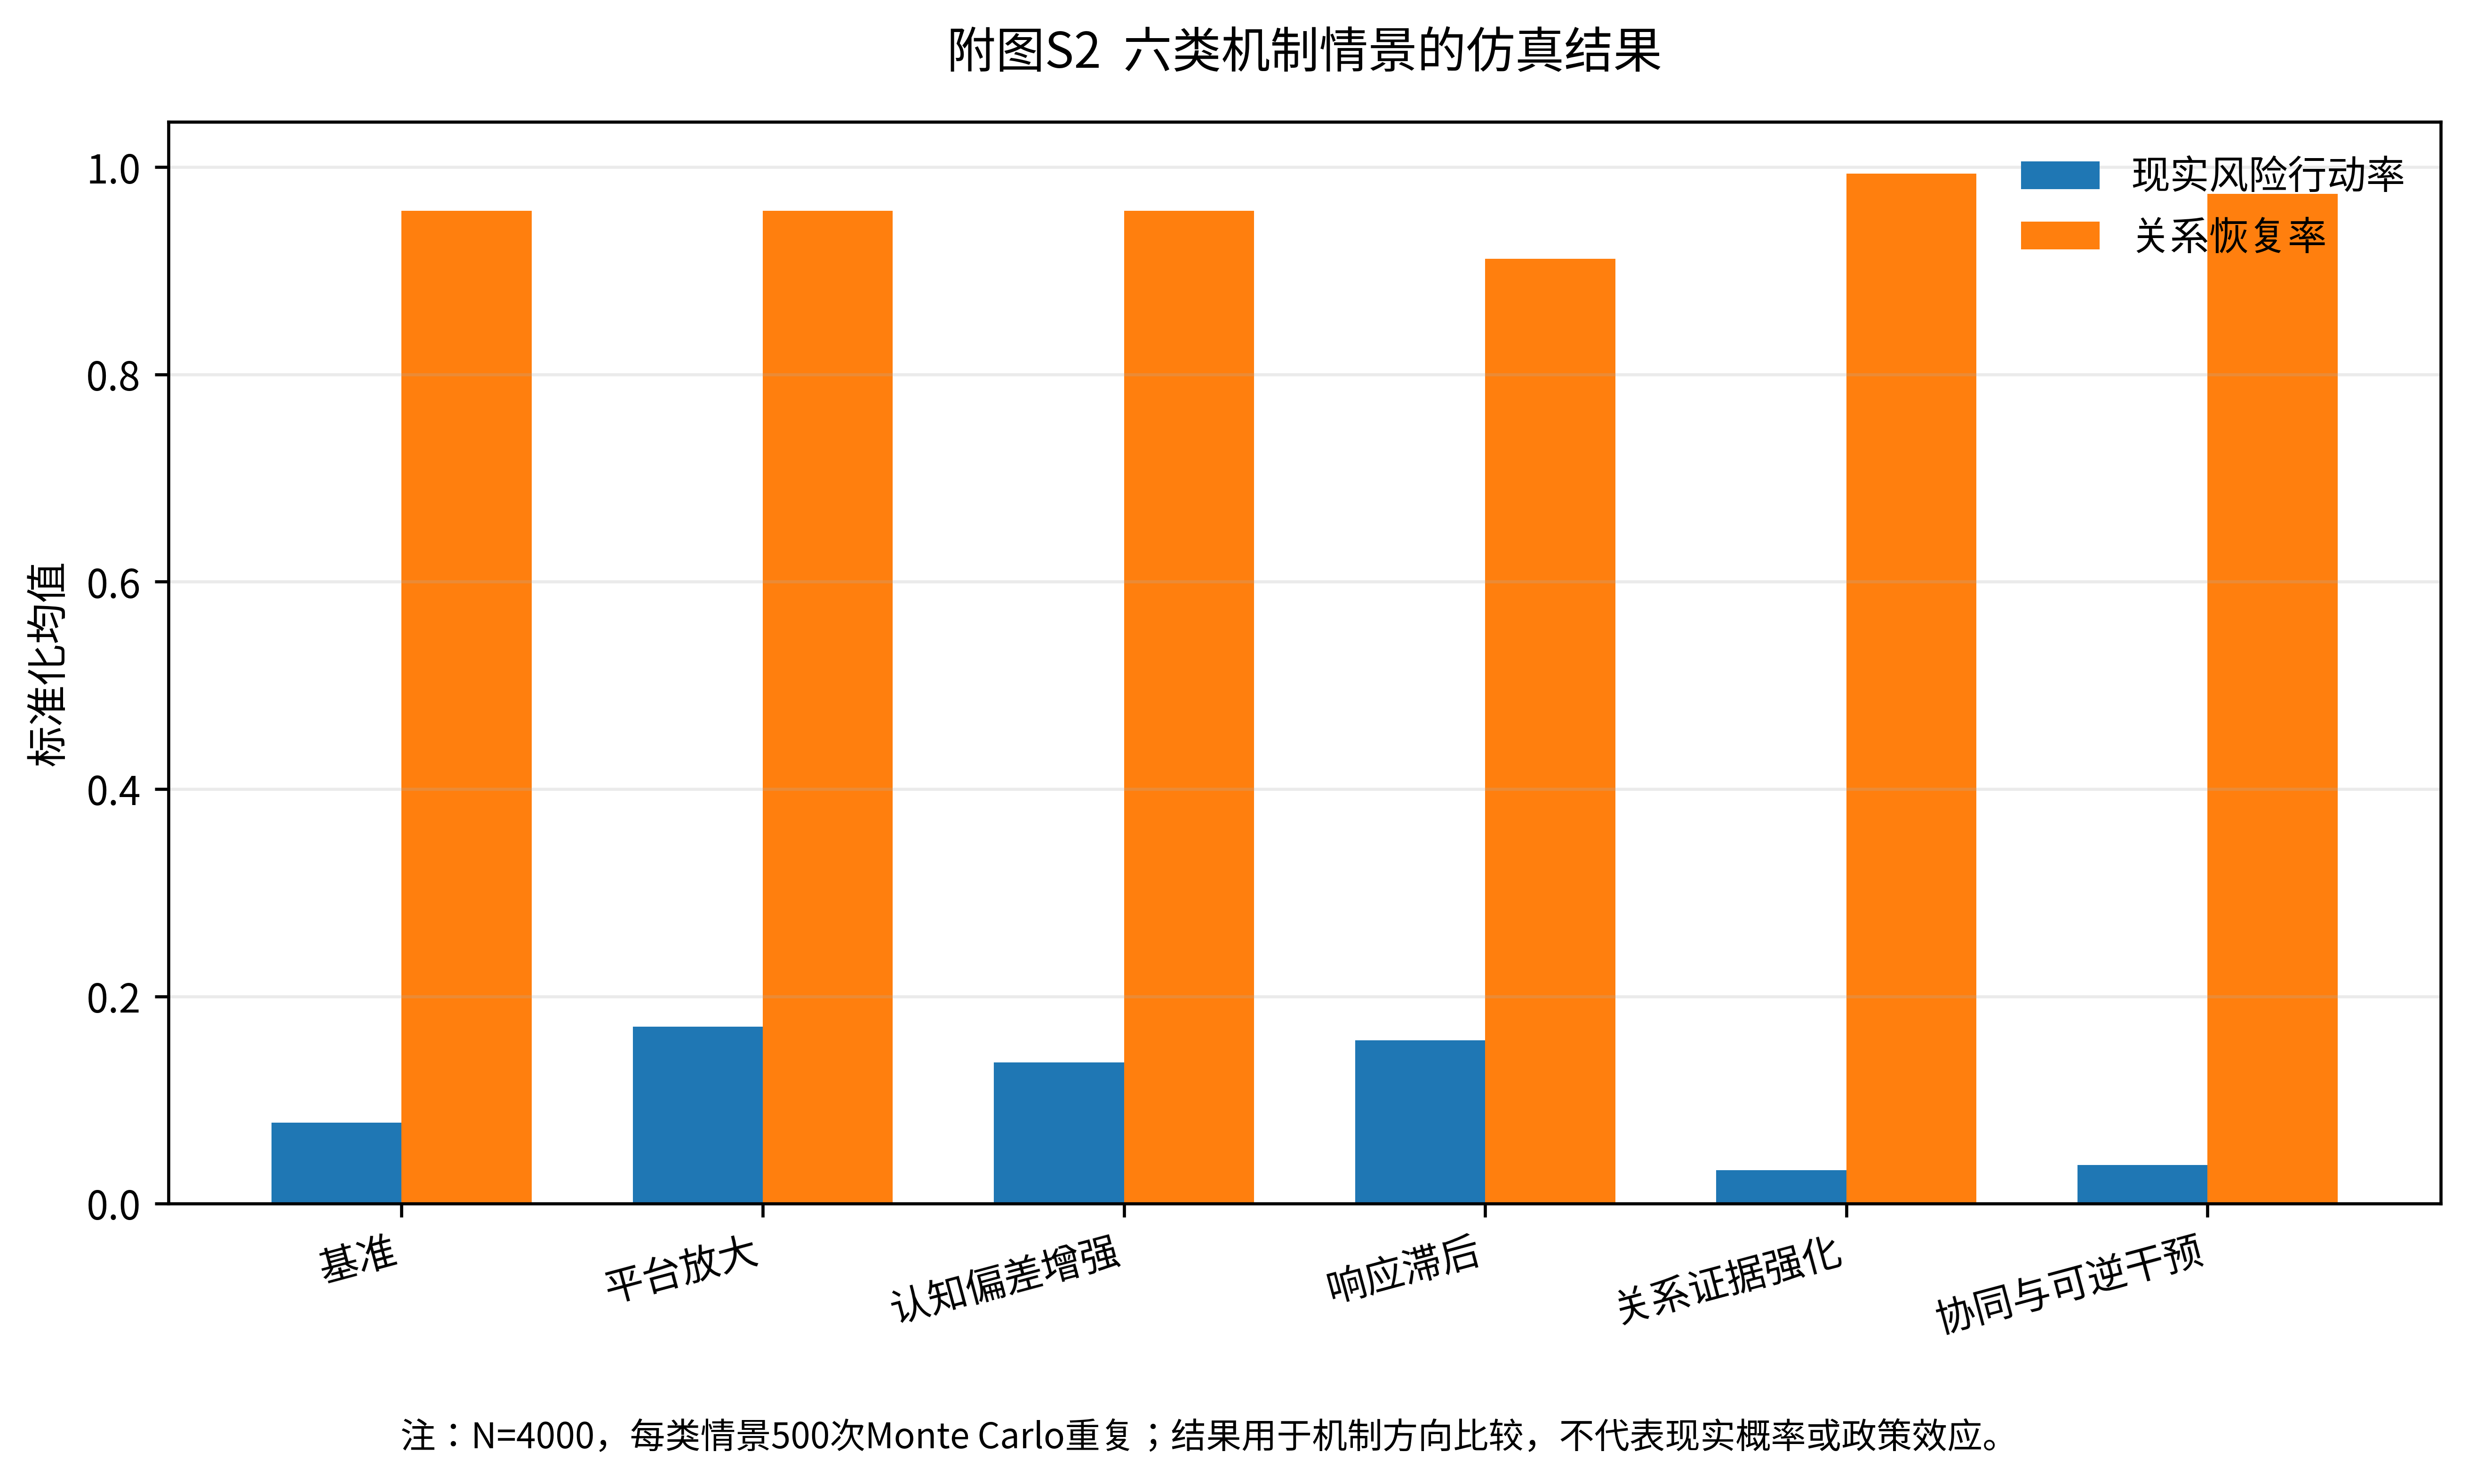 附图S2 六类机制情景的仿真结果
现实风险行动率
关系恢复率
标准化均值
1.0
0.8
0.6
0.4
0.2
0.0
基准
平台放大
认知偏差增强
响应滞后
关系证据强化
协同与可逆干预
注：N=4000，每类情景500次Monte Carlo重复；结果用于机制方向比较，不代表现实概率或政策效应。